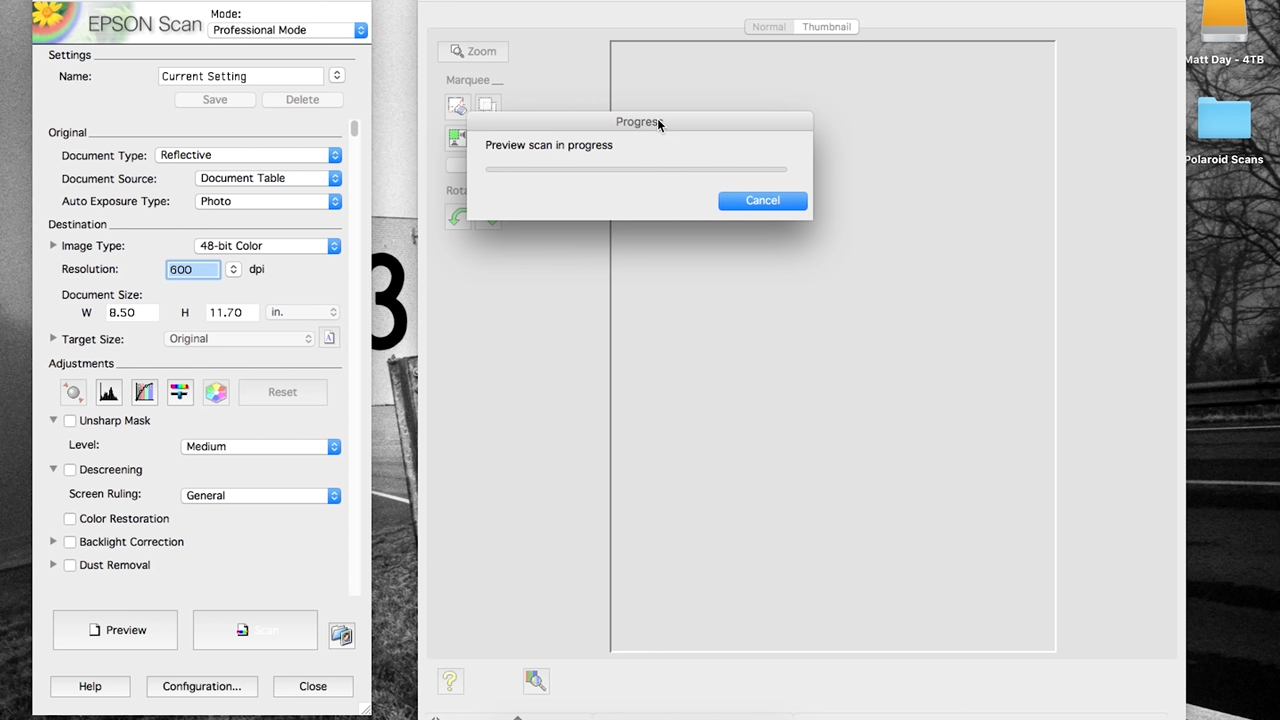 EPSON Scan
Mode:
Professional Mode
Settings
Name:
Current Setting
Save
Delete
Original
Document Type:
Reflective
Document Source:
Document Table
Auto Exposure Type:
Photo
Destination
Image Type:
48-bit Color
Resolution:
600
dpi
Document Size:
W
8.50
H
11.70
in.
Target Size:
Original
Adjustments
Reset
Unsharp Mask
Level:
Medium
Descreening
Screen Ruling:
General
Color Restoration
Backlight Correction
Dust Removal
Preview
Scan
Help
Configuration...
Close
3
Normal
Thumbnail
Zoom
Marquee
Rota
Progress
Preview scan in progress
Cancel
Matt Day - 4TB
Polaroid Scans